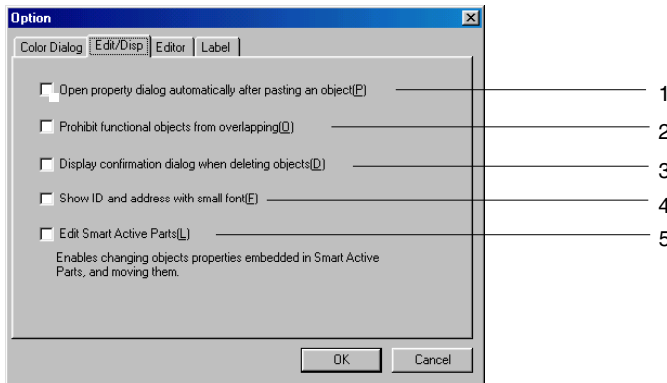 Option
Color Dialog Edit/Disp Editor Label
Open property dialog automatically after pasting an object(P) 1
Prohibit functional objects from overlapping(O) 2
Display confirmation dialog when deleting objects(D) 3
Show ID and address with small font(F) 4
Edit Smart Active Parts(L) 5
Enables changing objects properties embedded in Smart Active
Parts, and moving them.
OK Cancel